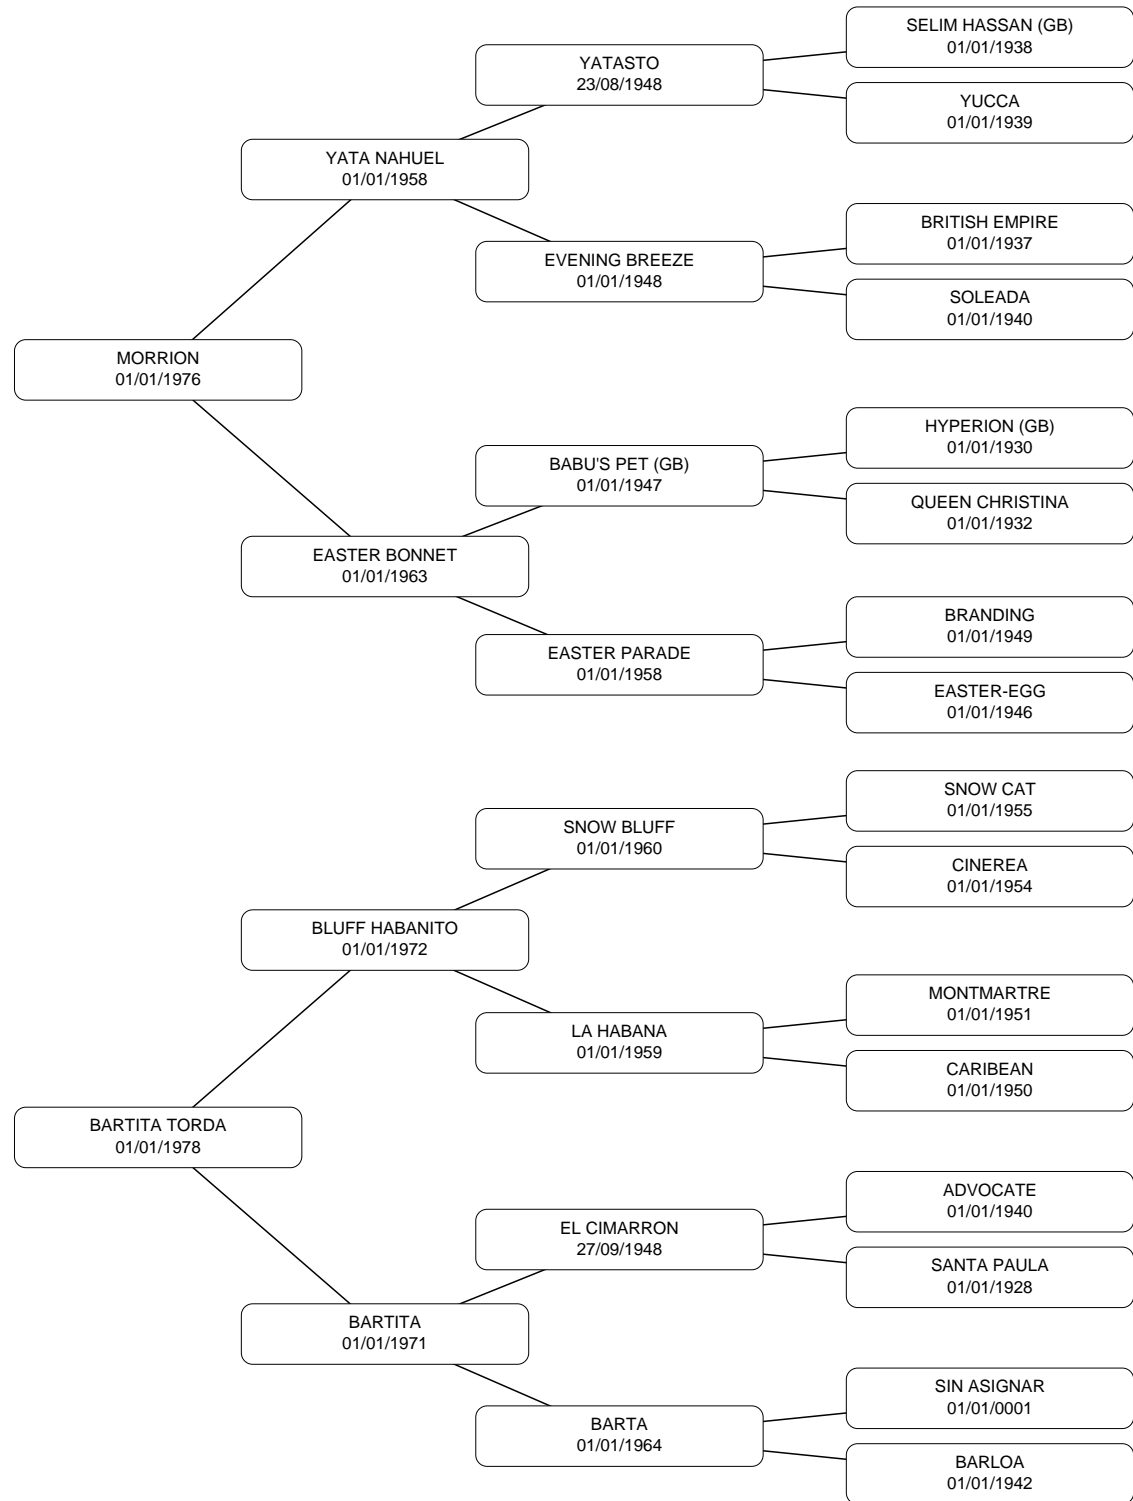 SELIM HASSAN (GB)
01/01/1938
YATASTO
23/08/1948
YUCCA
01/01/1939
YATA NAHUEL
01/01/1958
BRITISH EMPIRE
01/01/1937
EVENING BREEZE
01/01/1948
SOLEADA
01/01/1940
MORRION
01/01/1976
HYPERION (GB)
01/01/1930
BABU'S PET (GB)
01/01/1947
QUEEN CHRISTINA
01/01/1932
EASTER BONNET
01/01/1963
BRANDING
01/01/1949
EASTER PARADE
01/01/1958
EASTER-EGG
01/01/1946
SNOW CAT
01/01/1955
SNOW BLUFF
01/01/1960
CINEREA
01/01/1954
BLUFF HABANITO
01/01/1972
MONTMARTRE
01/01/1951
LA HABANA
01/01/1959
CARIBEAN
01/01/1950
BARTITA TORDA
01/01/1978
ADVOCATE
01/01/1940
EL CIMARRON
27/09/1948
SANTA PAULA
01/01/1928
BARTITA
01/01/1971
SIN ASIGNAR
01/01/0001
BARTA
01/01/1964
BARLOA
01/01/1942